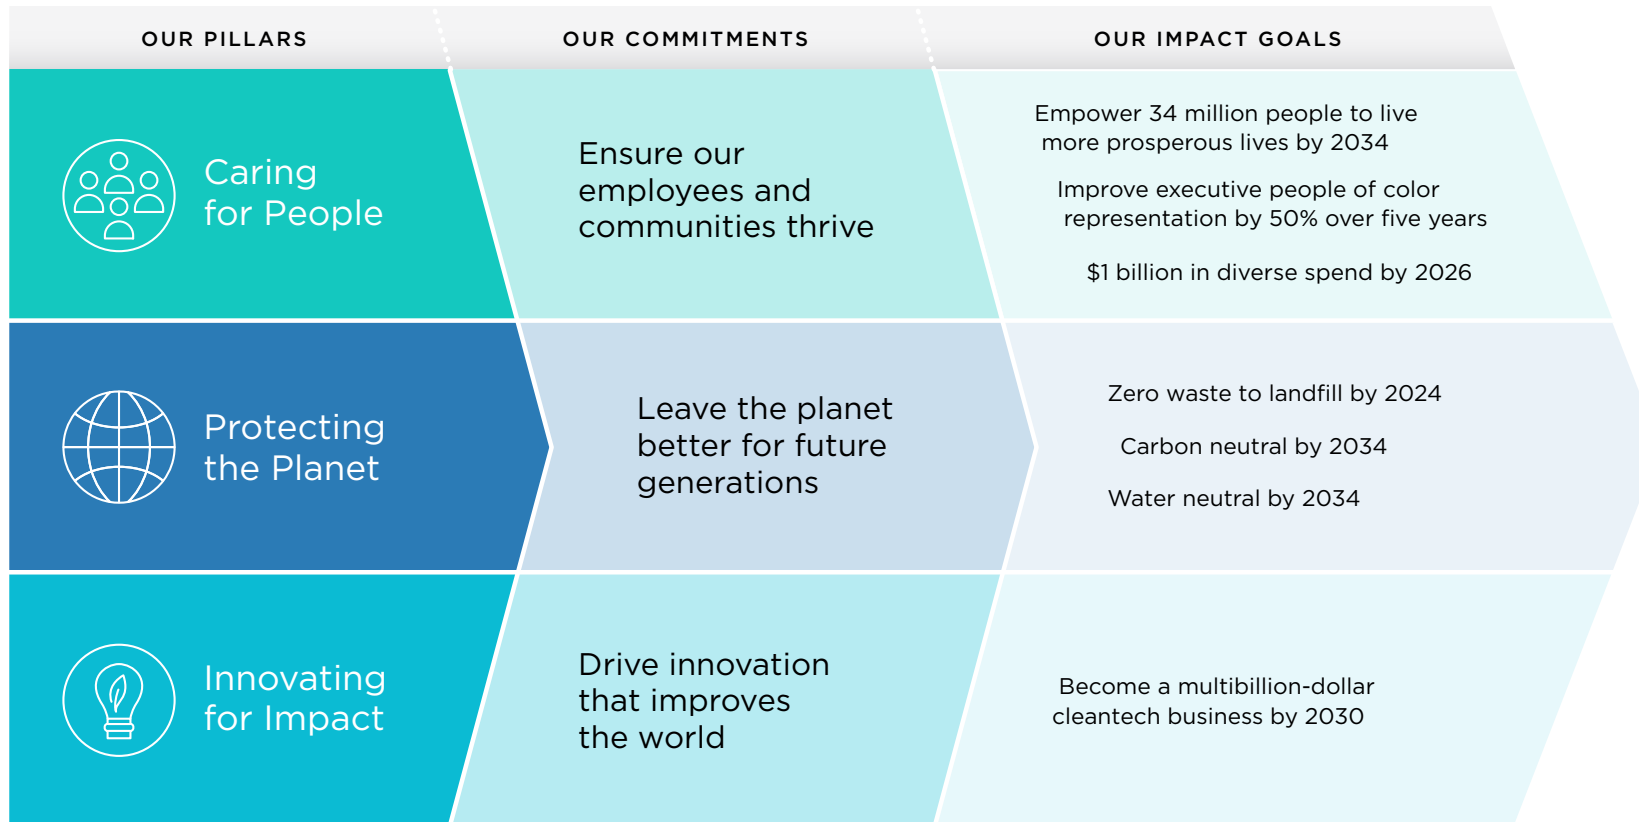 OUR PILLARS
OUR COMMITMENTS
OUR IMPACT GOALS
Caring
for People
Ensure our
employees and
communities thrive
Empower 34 million people to live
more prosperous lives by 2034
Improve executive people of color
representation by 50% over five years
$1 billion in diverse spend by 2026
Protecting
the Planet
Leave the planet
better for future
generations
Zero waste to landfill by 2024
Carbon neutral by 2034
Water neutral by 2034
Innovating
for Impact
Drive innovation
that improves
the world
Become a multibillion-dollar
cleantech business by 2030